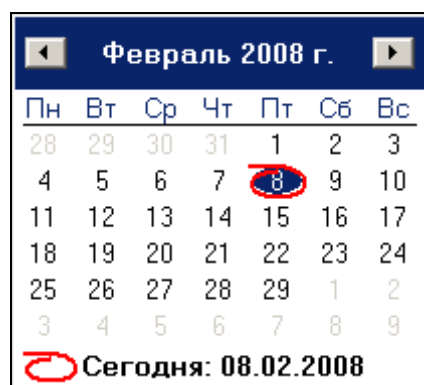 Февраль 2008 г.
Пн Вт Ср Чт Пт Сб Вс
28 29 30 31 1 2 3
4 5 6 7 8 9 10
11 12 13 14 15 16 17
18 19 20 21 22 23 24
25 26 27 28 29 1 2
3 4 5 6 7 8 9
Сегодня: 08.02.2008